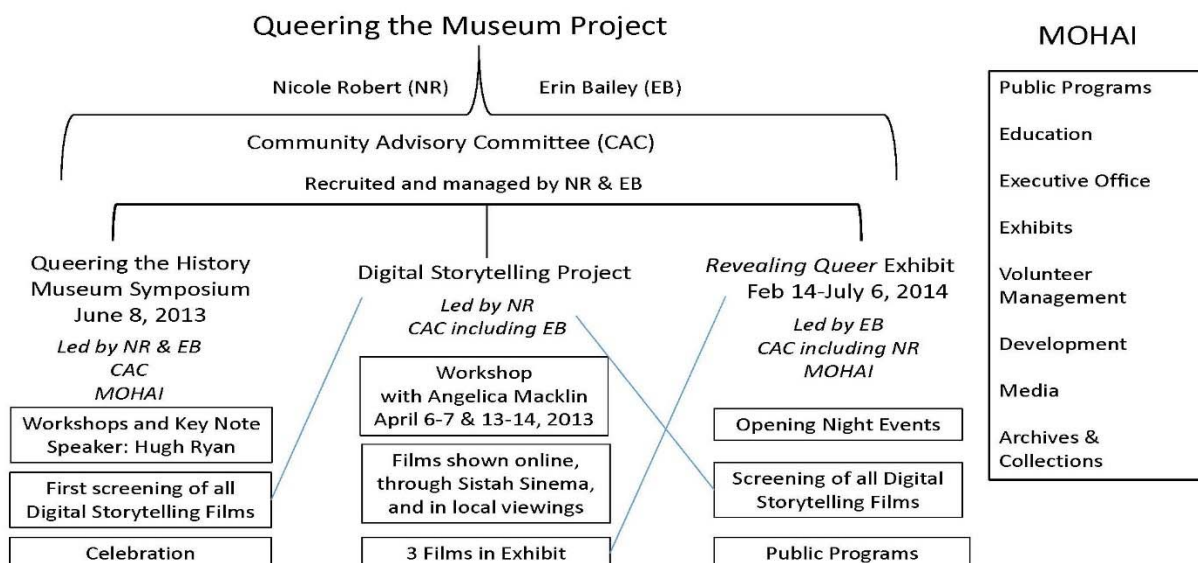 Queering the Museum Project
Nicole Robert (NR)
Erin Bailey (EB)
Community Advisory Committee (CAC)
Recruited and managed by NR & EB
Queering the History
Museum Symposium
June 8, 2013
Led by NR & EB
CAC
MOHAI
Workshops and Key Note
Speaker: Hugh Ryan
First screening of all
Digital Storytelling Films
Celebration
Digital Storytelling Project
Led by NR
CAC including EB
Workshop
with Angelica Macklin
April 6-7 & 13-14, 2013
Films shown online,
through Sistah Sinema,
and in local viewings
3 Films in Exhibit
Revealing Queer Exhibit
Feb 14-July 6, 2014
Led by EB
CAC including NR
MOHAI
Opening Night Events
Screening of all Digital
Storytelling Films
Public Programs
MOHAI
Public Programs
Education
Executive Office
Exhibits
Volunteer
Management
Development
Media
Archives &
Collections